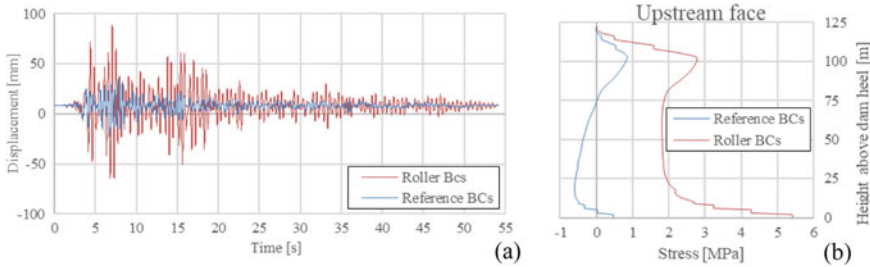 100
50
0
-50
-100
Displacement [mm]
0 5 10 15 20 25 30 35 40 45 50 55
Time [s]
Roller Bcs
Reference BCs
(a)
Upstream face
125
100
75
50
25
0
Height above dam heel [m]
Reference BCs
Roller BCs
-1 0 1 2 3 4 5 6
Stress [MPa]
(b)